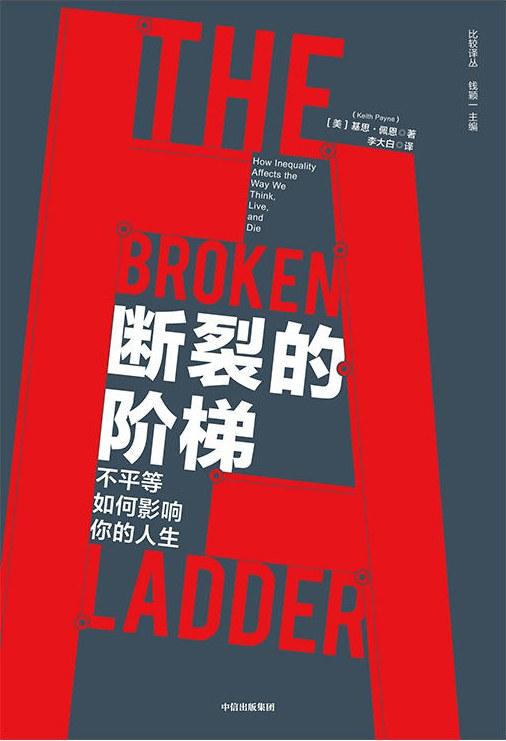 THE
比较译丛 钱颖一 主编
( Keith Payne )
[美] 基思·佩恩◎著
李大白◎译
How Inequality
Affects the
Way We
Think,
Live,
and
Die
BROKEN
断裂的
阶梯
不平等
如何影响
你的人生
LADDER
中信出版集团